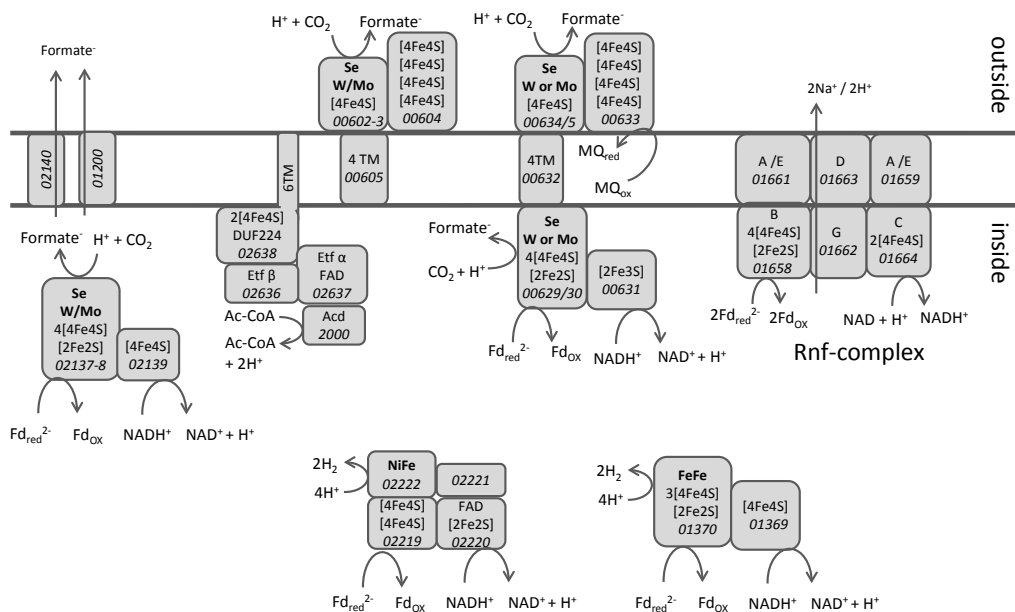 H⁺ + CO₂
Formate⁻
[4Fe4S]
[4Fe4S]
[4Fe4S]
[4Fe4S]
00604
Se
W/Mo
[4Fe4S]
00602-3
H⁺ + CO₂
Formate⁻
[4Fe4S]
[4Fe4S]
[4Fe4S]
[4Fe4S]
00633
Se
W or Mo
[4Fe4S]
00634/5
outside
Formate⁻
2Na⁺ / 2H⁺
02140
01200
6TM
4 TM
00605
4TM
00632
MQred
MQox
A /E
01661
D
01663
A /E
01659
inside
Formate⁻
H⁺ + CO₂
Se
W/Mo
4[4Fe4S]
[2Fe2S]
02137-8
[4Fe4S]
02139
Fdred²⁻
FdOX
NADH⁺
NAD⁺ + H⁺
2[4Fe4S]
DUF224
02638
Etf β
02636
Etf α
FAD
02637
Acd
2000
Ac-CoA
Ac-CoA
+ 2H⁺
Formate⁻
CO₂ + H⁺
Se
W or Mo
4[4Fe4S]
[2Fe2S]
00629/30
[2Fe3S]
00631
Fdred²⁻
FdOX
NADH⁺
NAD⁺ + H⁺
B
4[4Fe4S]
[2Fe2S]
01658
G
01662
C
2[4Fe4S]
01664
2Fdred²⁻
2FdOX
NAD + H⁺
NADH⁺
Rnf-complex
2H₂
4H⁺
NiFe
02222
02221
[4Fe4S]
[4Fe4S]
02219
FAD
[2Fe2S]
02220
Fdred²⁻
FdOX
NADH⁺
NAD⁺ + H⁺
2H₂
4H⁺
FeFe
3[4Fe4S]
[2Fe2S]
01370
[4Fe4S]
01369
Fdred²⁻
FdOX
NADH⁺
NAD⁺ + H⁺